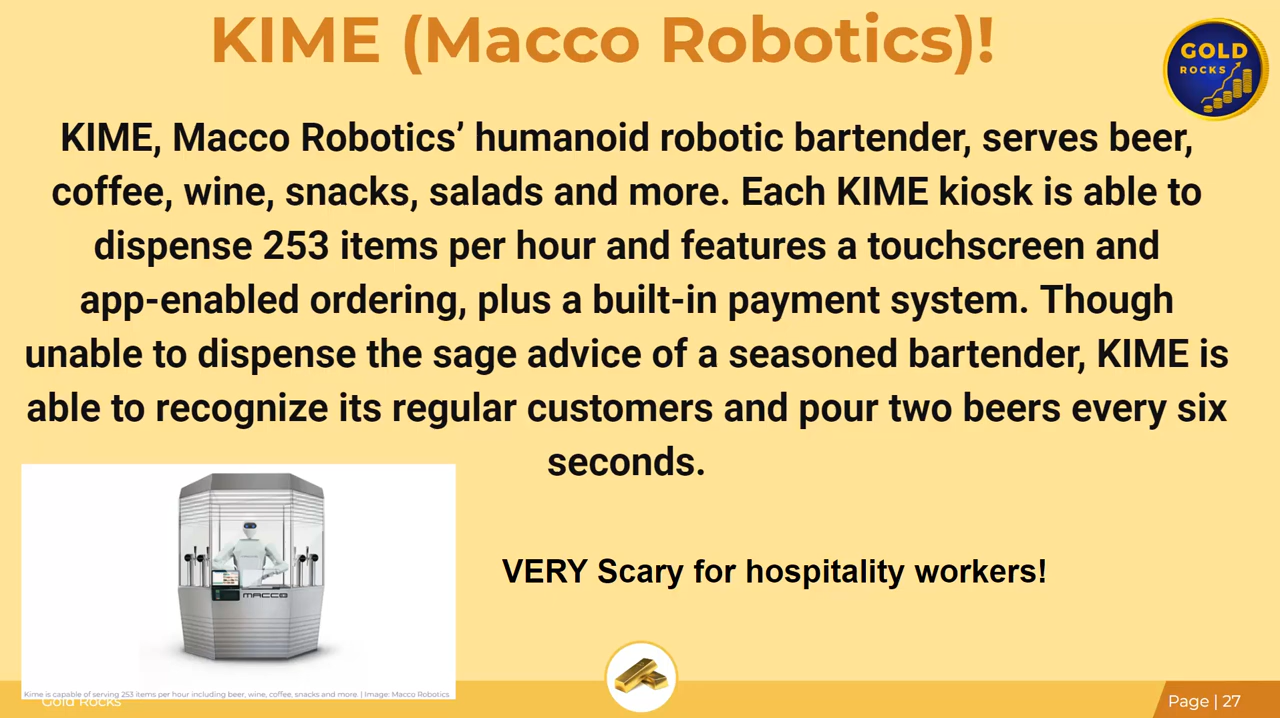 KIME (Macco Robotics)!
GOLD
ROCKS
KIME, Macco Robotics’ humanoid robotic bartender, serves beer,
coffee, wine, snacks, salads and more. Each KIME kiosk is able to
dispense 253 items per hour and features a touchscreen and
app-enabled ordering, plus a built-in payment system. Though
unable to dispense the sage advice of a seasoned bartender, KIME is
able to recognize its regular customers and pour two beers every six
seconds.
MACCO
VERY Scary for hospitality workers!
Kime is capable of serving 253 items per hour including beer, wine, coffee, snacks and more | Image: Macco Robotics
Gold Rocks
Page | 27